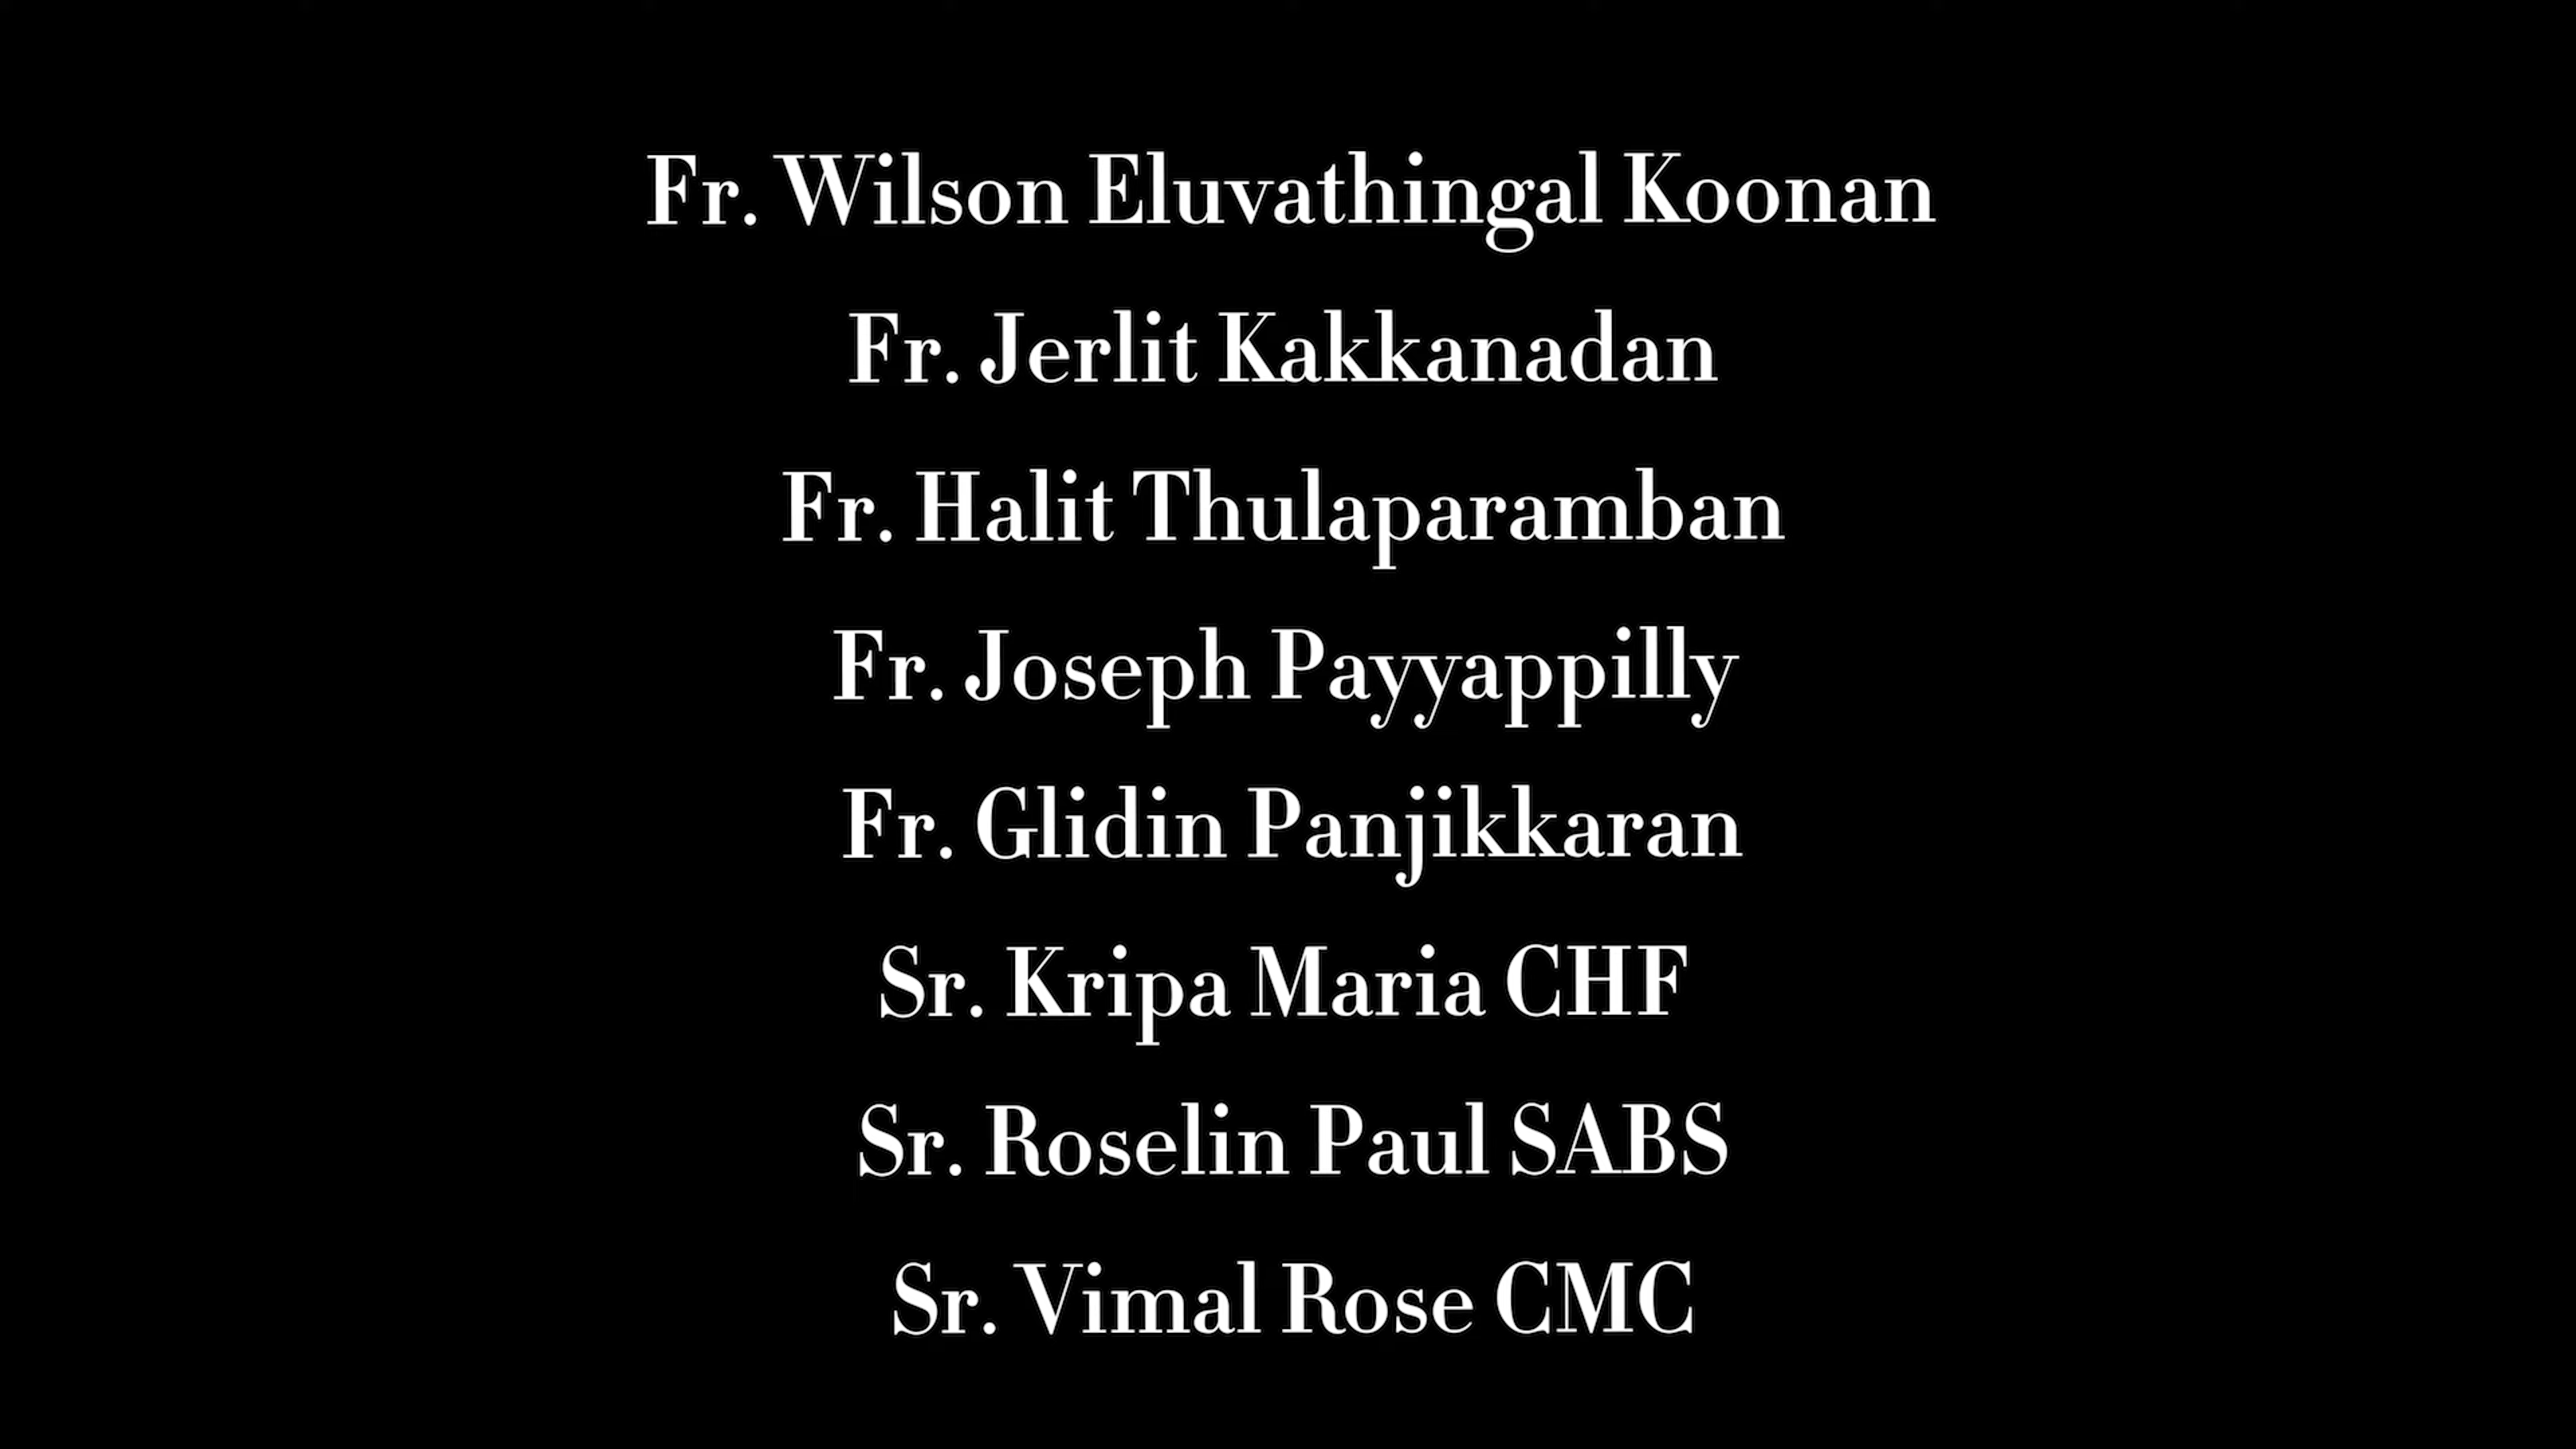 Fr. Wilson Eluvathingal Koonan
Fr. Jerlit Kakkanadan
Fr. Halit Thulaparamban
Fr. Joseph Payyappilly
Fr. Glidin Panjikkaran
Sr. Kripa Maria CHF
Sr. Roselin Paul SABS
Sr. Vimal Rose CMC